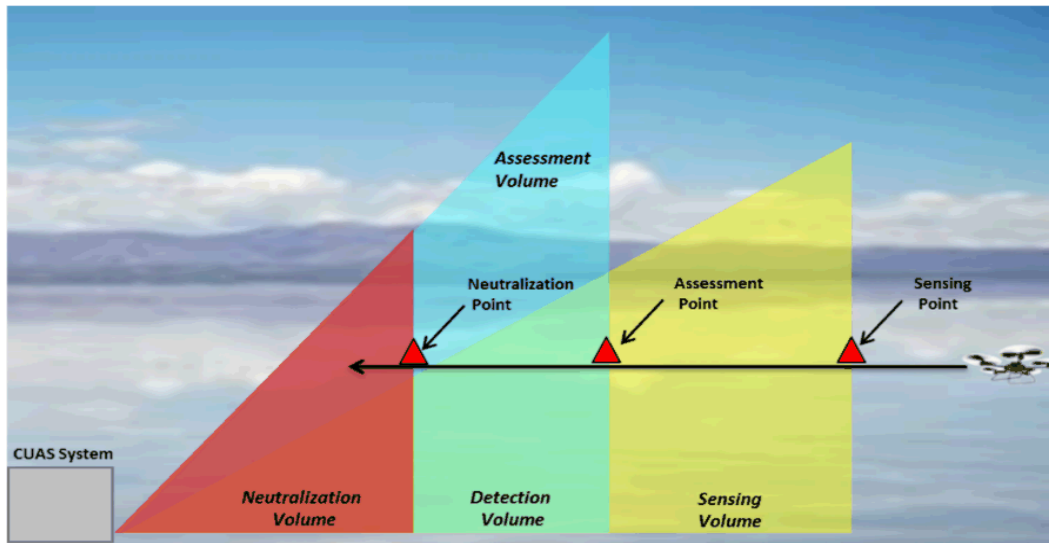 Assessment
Volume
Neutralization
Point
Assessment
Point
Sensing
Point
CUAS System
Neutralization
Volume
Detection
Volume
Sensing
Volume